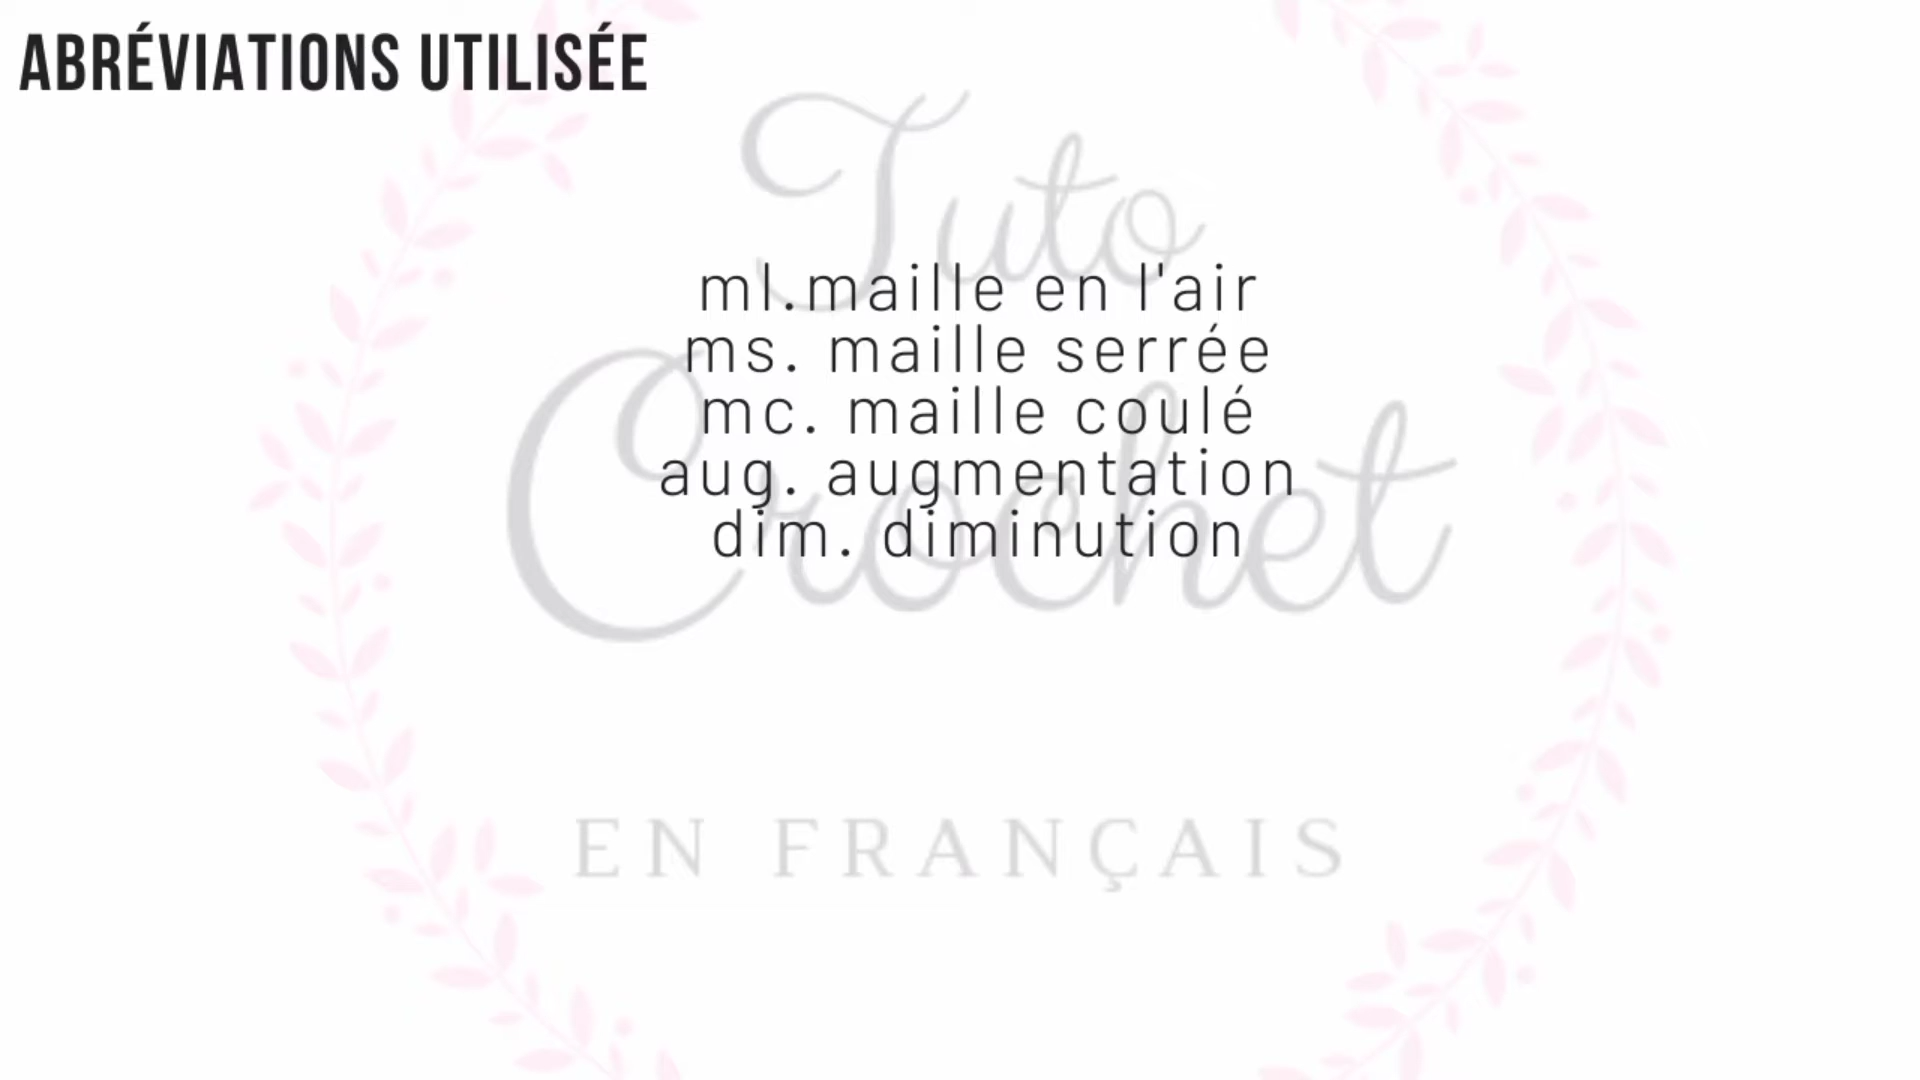 ABRÉVIATIONS UTILISÉE
Tuto
ml.maille en l'air
ms. maille serrée
mc. maille coulé
aug. augmentation
dim. diminution
Crochet
EN FRANÇAIS